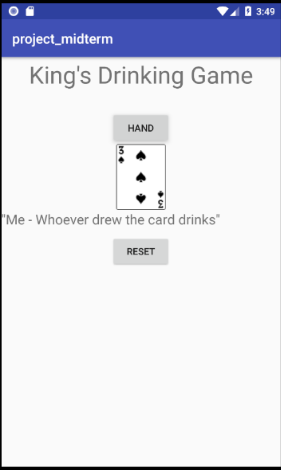 3:49
project_midterm
King's Drinking Game
HAND
3
3
"Me - Whoever drew the card drinks"
RESET